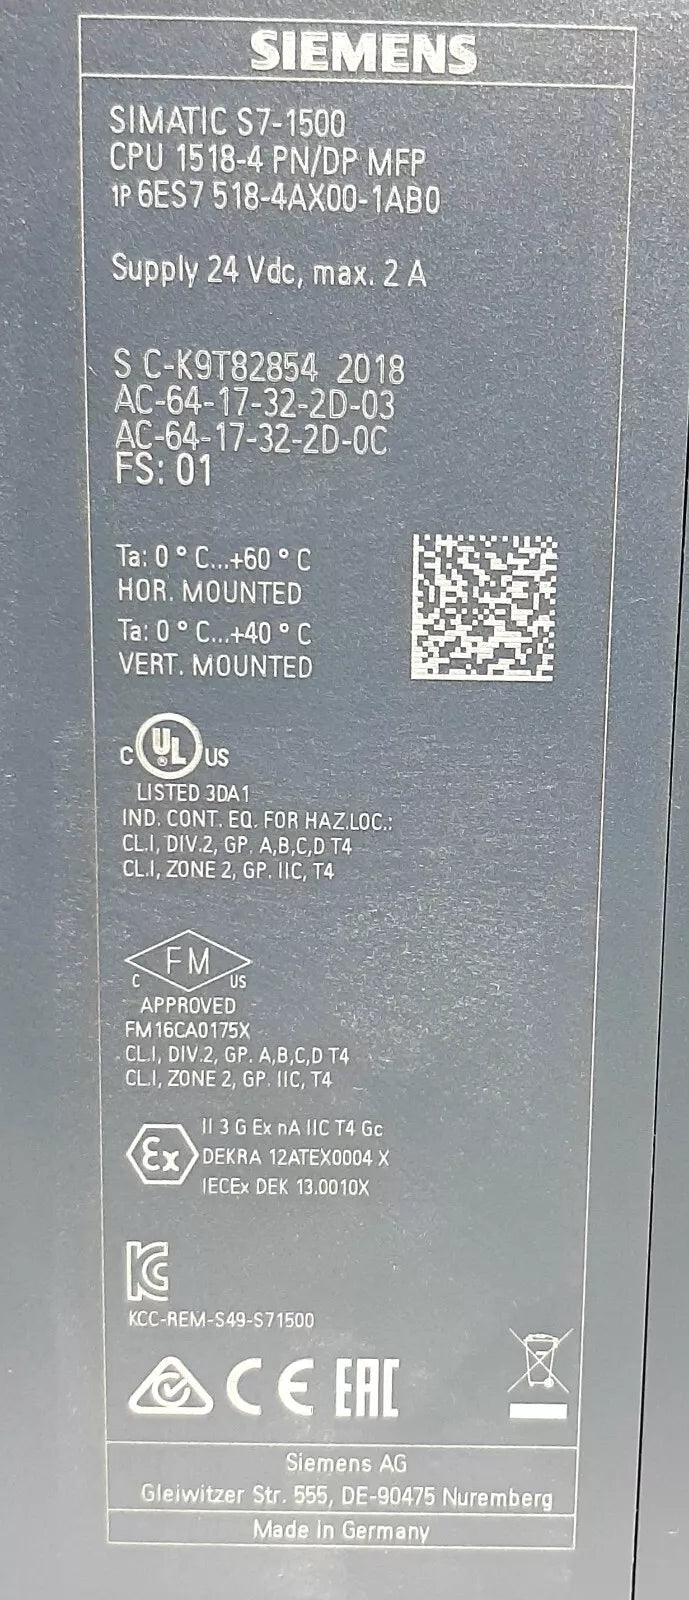 SIEMENS
SIMATIC S7-1500
CPU 1518-4 PN/DP MFP
1P 6ES7 518-4AX00-1AB0
Supply 24 Vdc, max. 2 A
S C-K9T82854 2018
AC-64-17-32-2D-03
AC-64-17-32-2D-0C
FS: 01
Ta: 0 ° C...+60 ° C
HOR. MOUNTED
Ta: 0 ° C...+40 ° C
VERT. MOUNTED
C UL ® US
LISTED 3DA1
IND. CONT. EQ. FOR HAZ.LOC.:
CL.I, DIV.2, GP. A,B,C,D T4
CL.I, ZONE 2, GP. IIC, T4
C FM US
APPROVED
FM16CA0175X
CL.I, DIV.2, GP. A,B,C,D T4
CL.I, ZONE 2, GP. IIC, T4
Ex
II 3 G Ex nA IIC T4 Gc
DEKRA 12ATEX0004 X
IECEx DEK 13.0010X
KC
KCC-REM-S49-S71500
CE EAC
Siemens AG
Gleiwitzer Str. 555, DE-90475 Nuremberg
Made in Germany